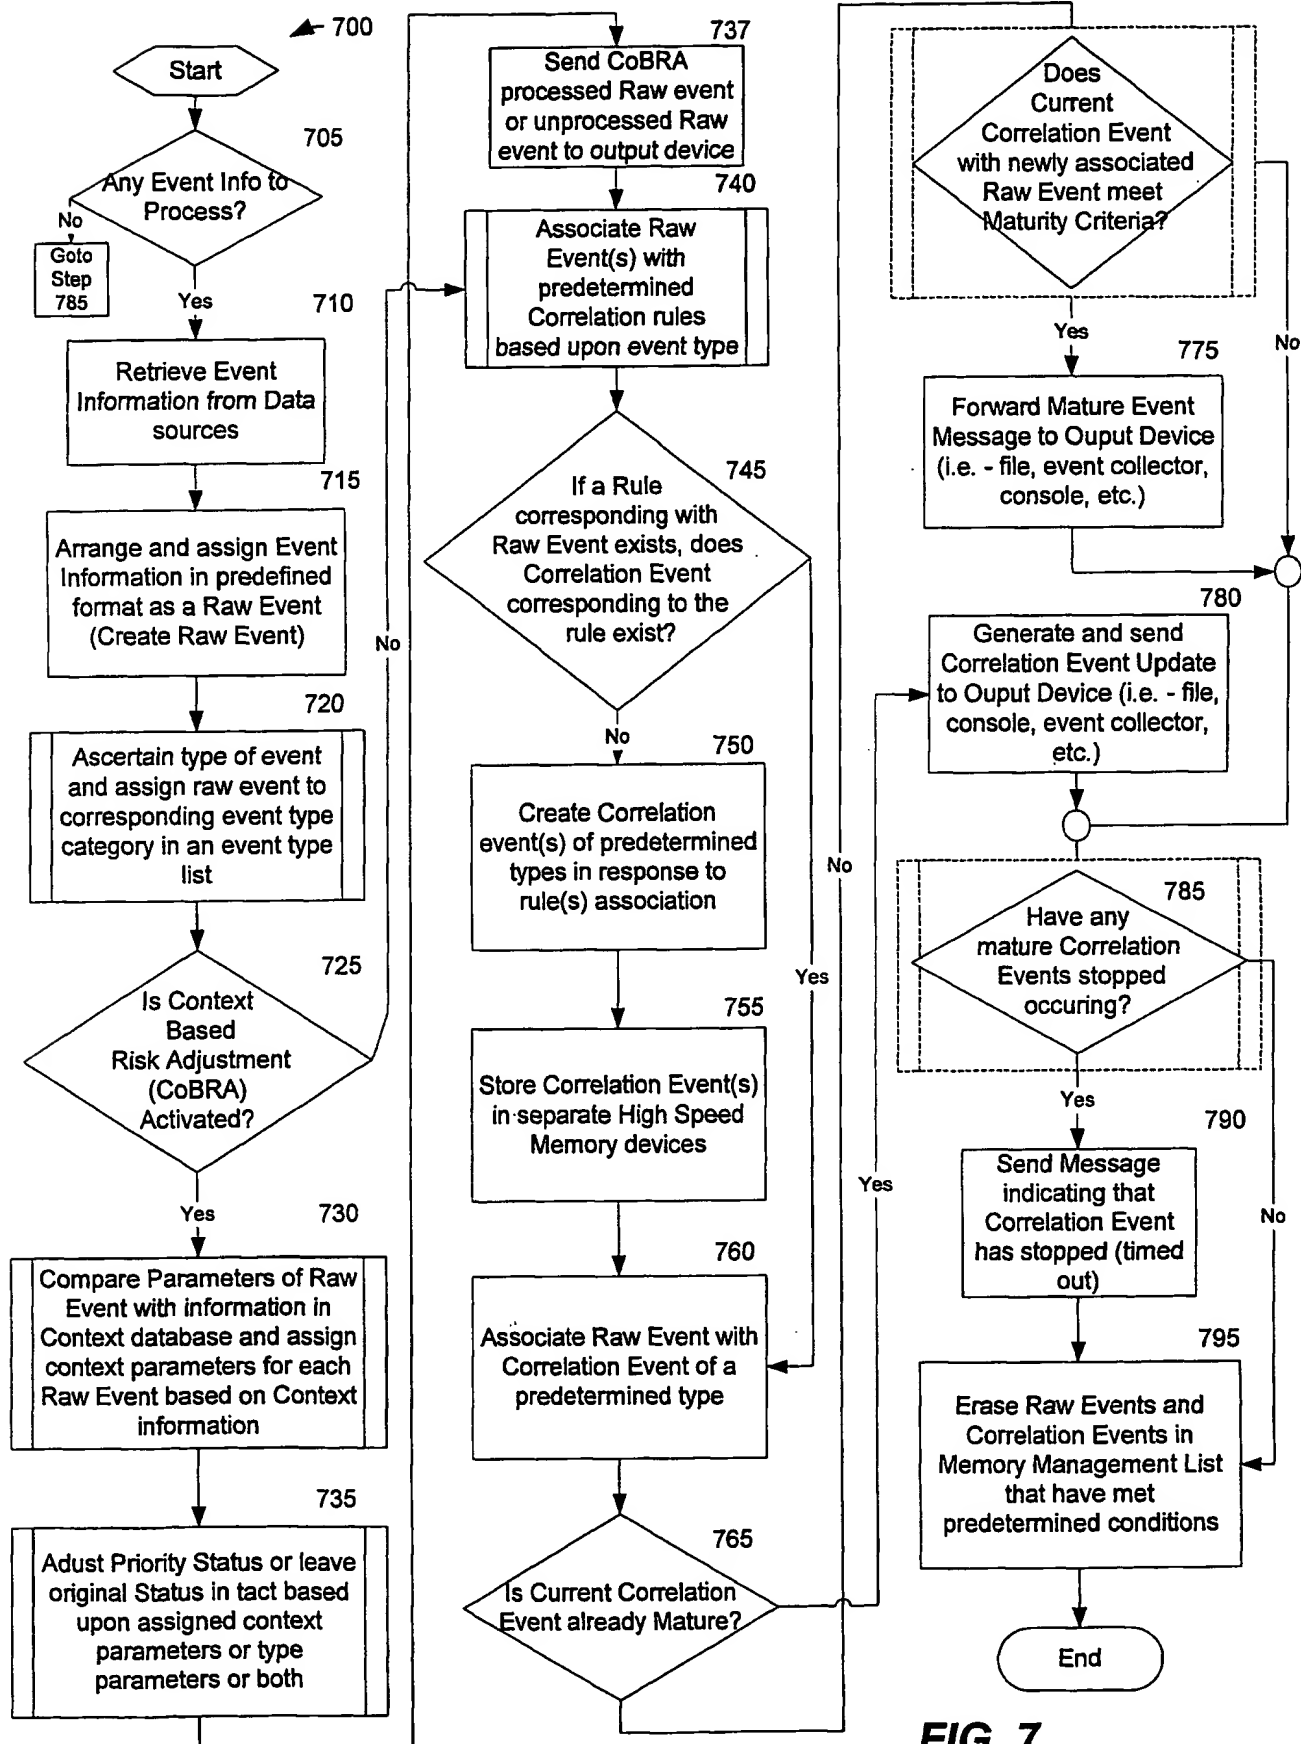 700
Start
705
Any Event Info to
Process?
No
Goto
Step
785
Yes
710
Retrieve Event
Information from Data
sources
715
Arrange and assign Event
Information in predefined
format as a Raw Event
(Create Raw Event)
720
Ascertain type of event
and assign raw event to
corresponding event type
category in an event type
list
725
Is Context
Based
Risk Adjustment
(CoBRA)
Activated?
No
Yes
730
Compare Parameters of Raw
Event with information in
Context database and assign
context parameters for each
Raw Event based on Context
information
735
Adust Priority Status or leave
original Status in tact based
upon assigned context
parameters or type
parameters or both
737
Send CoBRA
processed Raw event
or unprocessed Raw
event to output device
740
Associate Raw
Event(s) with
predetermined
Correlation rules
based upon event type
745
If a Rule
corresponding with
Raw Event exists, does
Correlation Event
corresponding to the
rule exist?
No
Yes
750
Create Correlation
event(s) of predetermined
types in response to
rule(s) association
755
Store Correlation Event(s)
in separate High Speed
Memory devices
760
Associate Raw Event with
Correlation Event of a
predetermined type
765
Is Current Correlation
Event already Mature?
No
Yes
Does
Current
Correlation Event
with newly associated
Raw Event meet
Maturity Criteria?
Yes
No
775
Forward Mature Event
Message to Ouput Device
(i.e. - file, event collector,
console, etc.)
780
Generate and send
Correlation Event Update
to Ouput Device (i.e. - file,
console, event collector,
etc.)
785
Have any
mature Correlation
Events stopped
occuring?
Yes
No
790
Send Message
indicating that
Correlation Event
has stopped (timed
out)
795
Erase Raw Events and
Correlation Events in
Memory Management List
that have met
predetermined conditions
End
FIG. 7